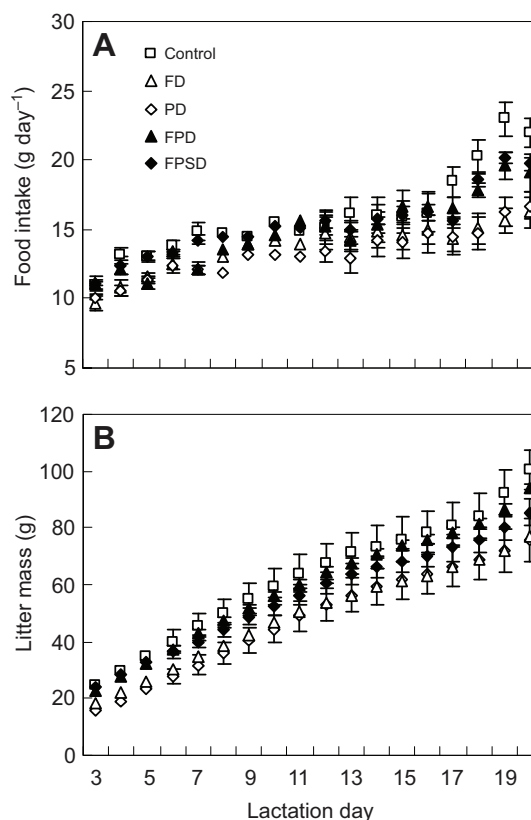 A
Food intake (g day⁻¹)
30
25
20
15
10
5
Control
FD
PD
FPD
FPSD
B
Litter mass (g)
120
100
80
60
40
20
0
3 5 7 9 11 13 15 17 19
Lactation day